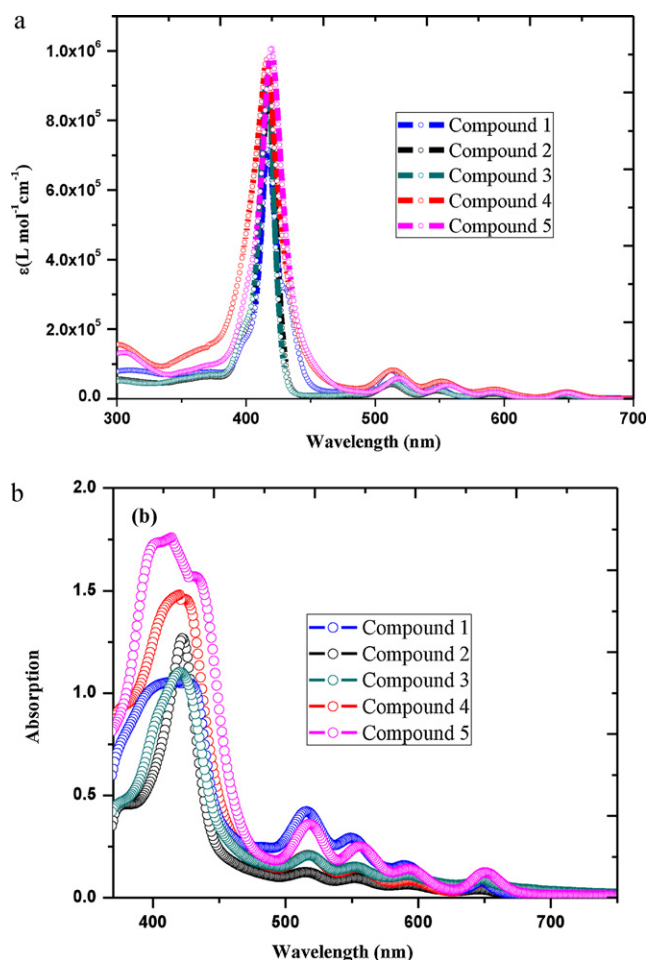 a
1.0x10⁶
8.0x10⁵
6.0x10⁵
4.0x10⁵
2.0x10⁵
0.0
ε(L mol⁻¹cm⁻¹)
Compound 1
Compound 2
Compound 3
Compound 4
Compound 5
300 400 500 600 700
Wavelength (nm)
b
(b)
2.0
1.5
1.0
0.5
0.0
Absorption
Compound 1
Compound 2
Compound 3
Compound 4
Compound 5
400 500 600 700
Wavelength (nm)